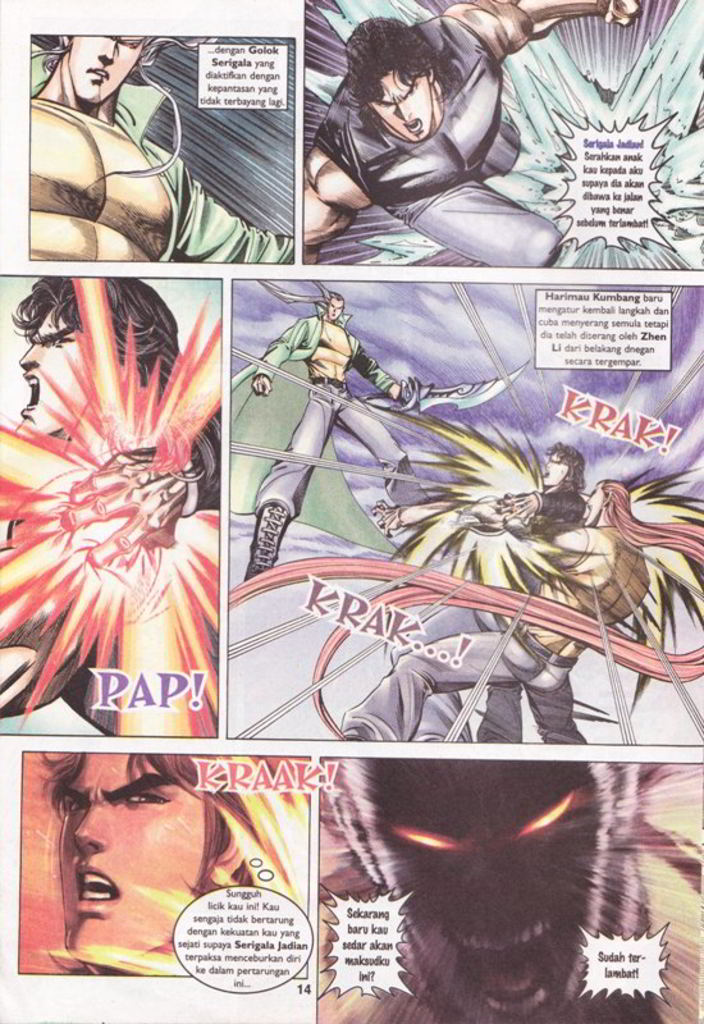 ...dengan Golok
Serigala yang
diaktifkan dengan
kepantasan yang
tidak terbayang lagi.
Serigala Jadian!
Serahkan anak
kau kepada aku
supaya dia akan
dibawa ke jalan
yang benar
sebelum terlambat!
PAP!
Harimau Kumbang baru
mengatur kembali langkah dan
cuba menyerang semula tetapi
dia telah diserang oleh Zhen
Li dari belakang dnegan
secara tergempar.
KRAK!
KRAK...!
KRAAK!
Sungguh
licik kau ini! Kau
sengaja tidak bertarung
dengan kekuatan kau yang
sejati supaya Serigala Jadian
terpaksa menceburkan diri
ke dalam pertarungan
ini...
Sekarang
baru kau
sedar akan
maksudku
ini?
Sudah ter-
lambat!
14